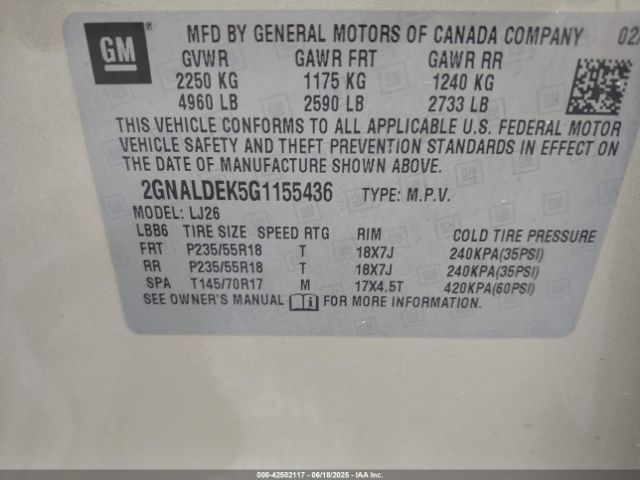 GM ®
MFD BY GENERAL MOTORS OF CANADA COMPANY 02
GVWR GAWR FRT GAWR RR
2250 KG 1175 KG 1240 KG
4960 LB 2590 LB 2733 LB
THIS VEHICLE CONFORMS TO ALL APPLICABLE U.S. FEDERAL MOTOR
VEHICLE SAFETY AND THEFT PREVENTION STANDARDS IN EFFECT ON
THE DATE OF MANUFACTURE SHOWN ABOVE.
2GNALDEK5G1155436 TYPE: M.P.V.
MODEL: LJ26
LBB6 TIRE SIZE SPEED RTG RIM COLD TIRE PRESSURE
FRT P235/55R18 T 18X7J 240KPA(35PSI)
RR P235/55R18 T 18X7J 240KPA(35PSI)
SPA T145/70R17 M 17X4.5T 420KPA(60PSI)
SEE OWNER'S MANUAL FOR MORE INFORMATION.
000-42502117 - 06/18/2025 - IAAI.COM